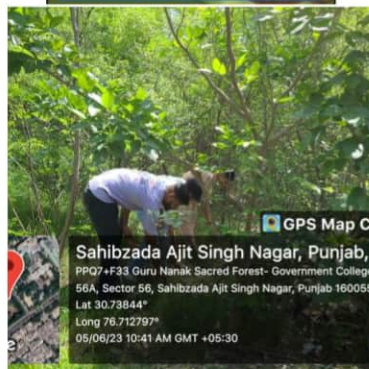 GPS Map C
Sahibzada Ajit Singh Nagar, Punjab,
PPQ7+F33 Guru Nanak Sacred Forest- Government College
56A, Sector 56, Sahibzada Ajit Singh Nagar, Punjab 160055
Lat 30.73844°
Long 76.712797°
05/06/23 10:41 AM GMT +05:30